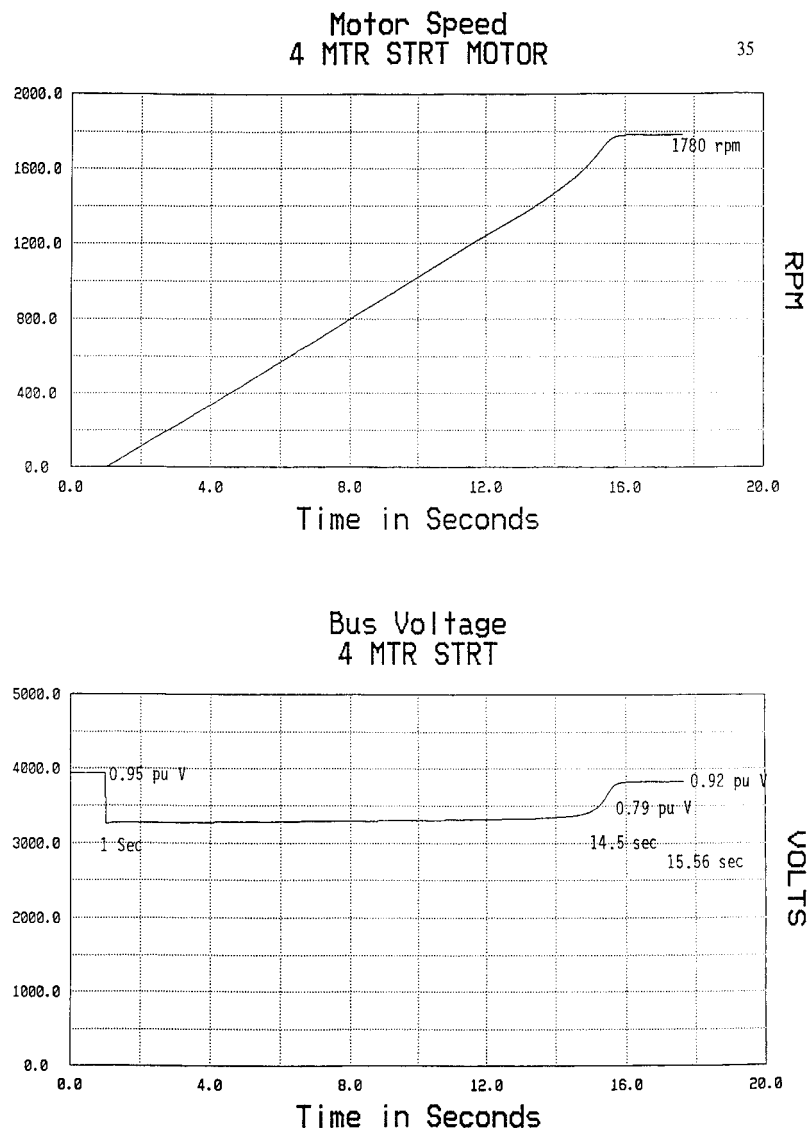 Motor Speed
4 MTR STRT MOTOR
35
2000.0
1600.0
1200.0
800.0
400.0
0.0
1780 rpm
RPM
0.0 4.0 8.0 12.0 16.0 20.0
Time in Seconds
Bus Voltage
4 MTR STRT
5000.0
4000.0
3000.0
2000.0
1000.0
0.0
0.95 pu V
0.92 pu V
0.79 pu V
1 Sec
14.5 sec
15.56 sec
VOLTS
0.0 4.0 8.0 12.0 16.0 20.0
Time in Seconds